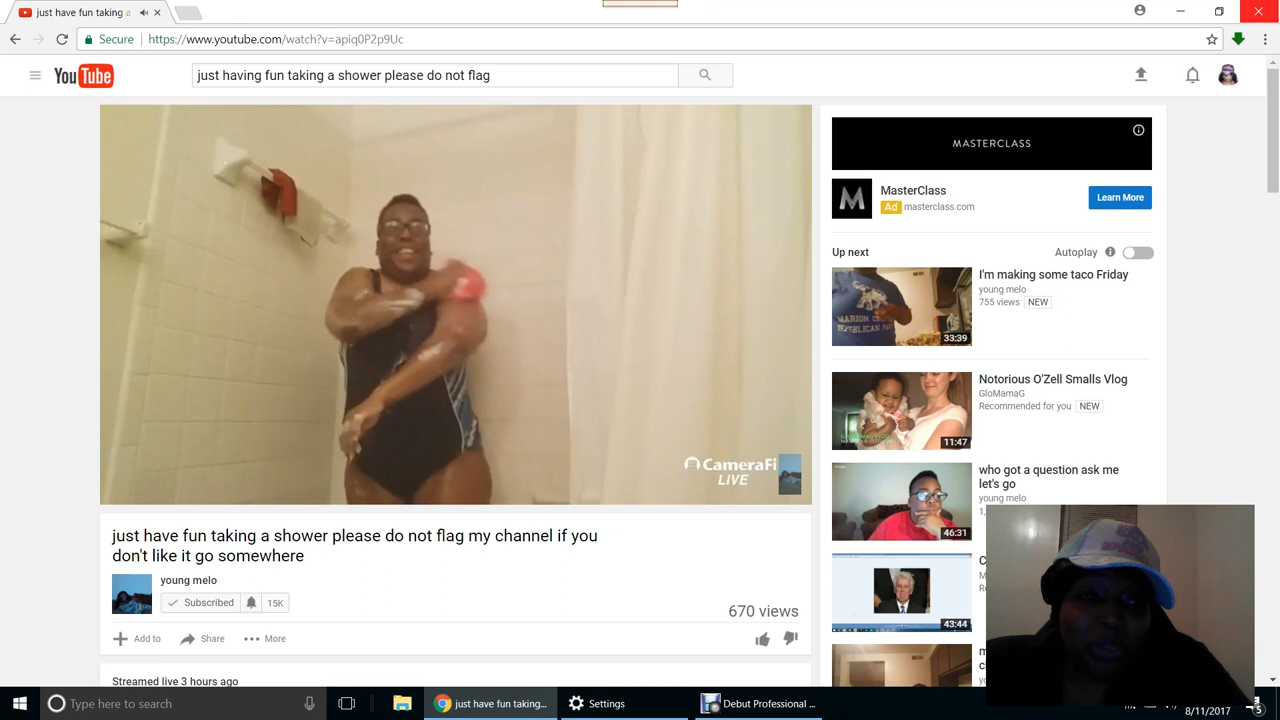 just have fun taking a
Secure
https://www.youtube.com/watch?v=apiq0P2p9Uc
YouTube
just having fun taking a shower please do not flag
MASTERCLASS
MasterClass
Ad masterclass.com
Learn More
Up next
Autoplay
I'm making some taco Friday
young melo
755 views NEW
33:39
Notorious O'Zell Smalls Vlog
GloMamaG
Recommended for you NEW
11:47
who got a question ask me
let's go
young melo
46:31
43:44
CameraFi
LIVE
just have fun taking a shower please do not flag my channel if you
don't like it go somewhere
young melo
Subscribed 15K
670 views
Add to Share More
Streamed live 3 hours ago
Type here to search
just have fun taking...
Settings
Debut Professional ...
8/11/2017
5